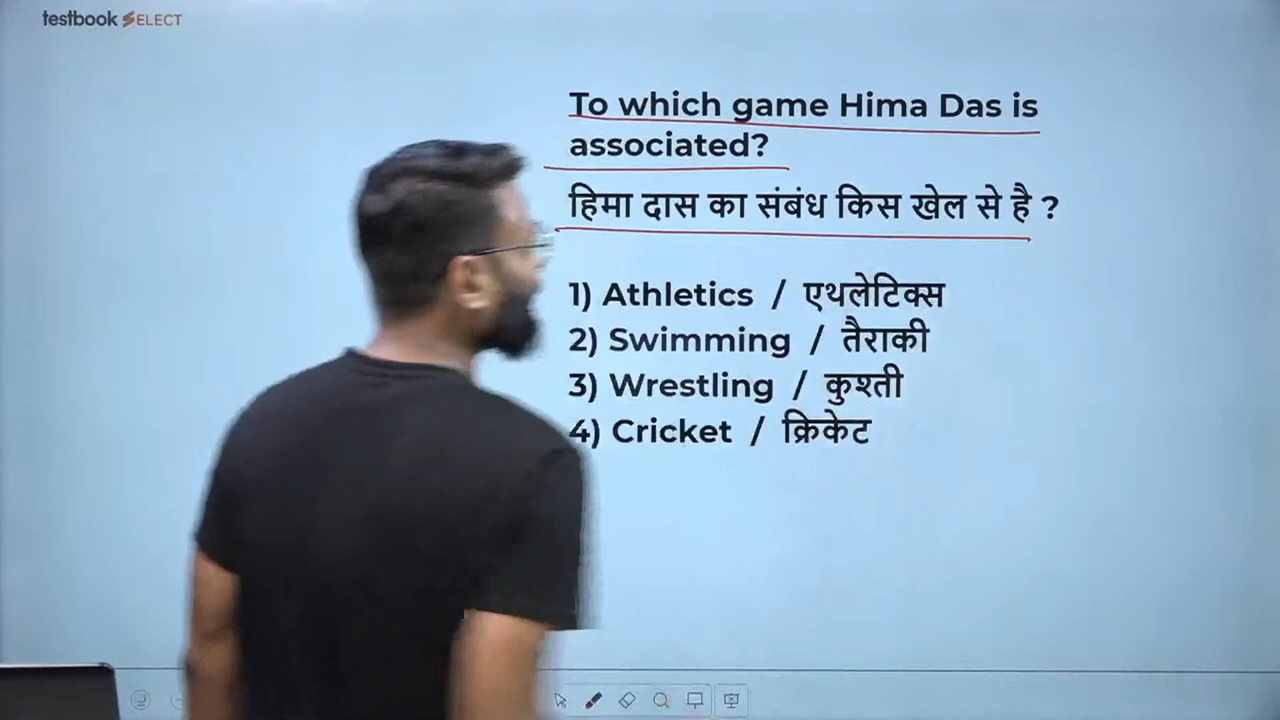 testbook SELECT
To which game Hima Das is
associated?
हिमा दास का संबंध किस खेल से है ?
1) Athletics / एथलेटिक्स
2) Swimming / तैराकी
3) Wrestling / कुश्ती
4) Cricket / क्रिकेट